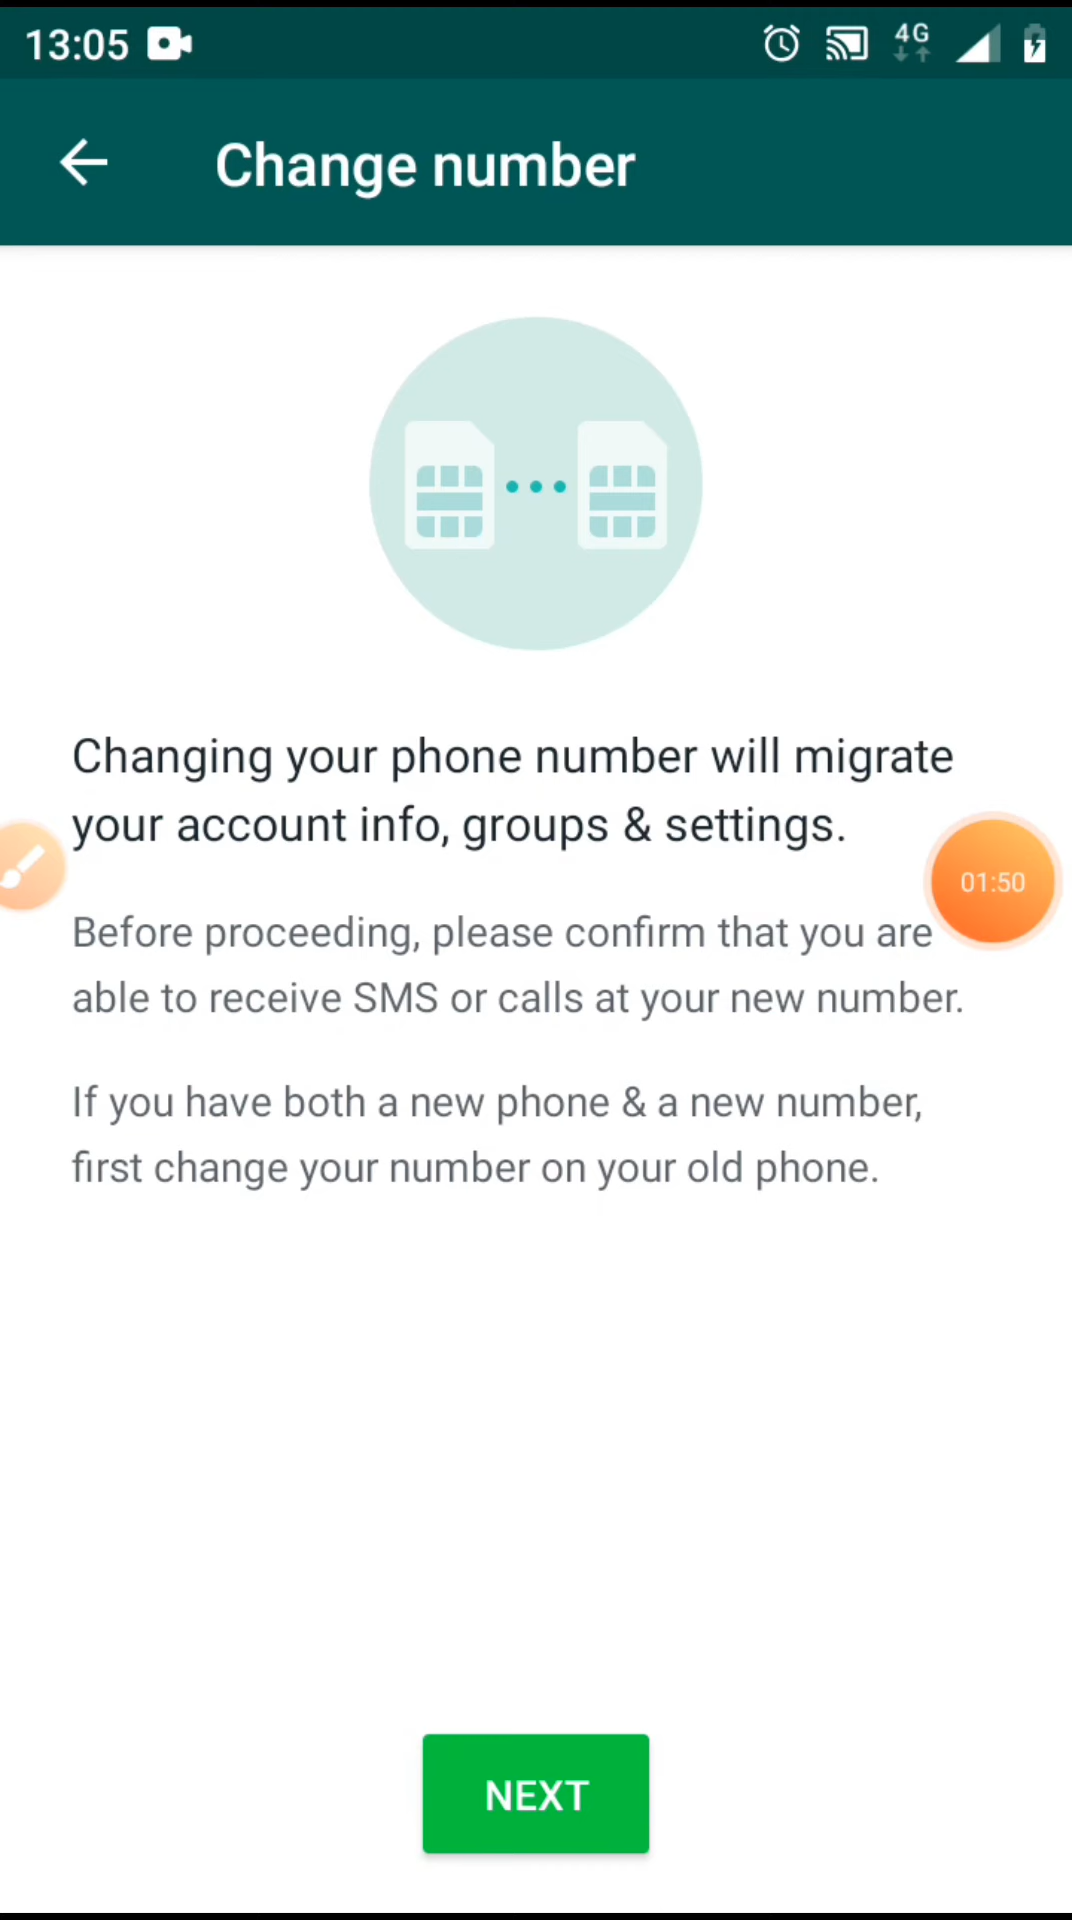 13:05
4G
Change number
Changing your phone number will migrate
your account info, groups & settings.
01:50
Before proceeding, please confirm that you are
able to receive SMS or calls at your new number.
If you have both a new phone & a new number,
first change your number on your old phone.
NEXT